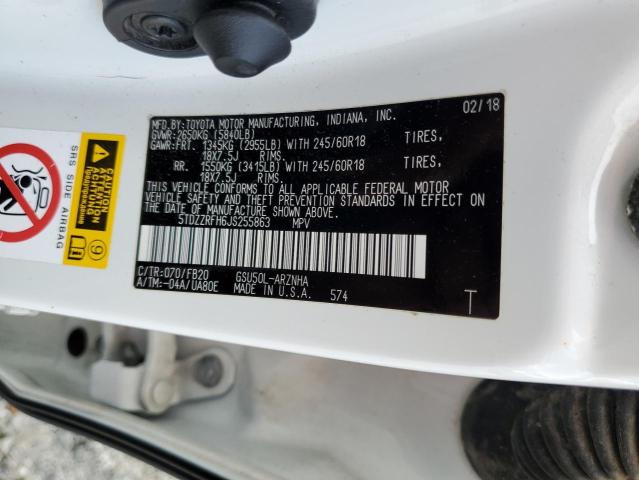 MFD.BY:TOYOTA MOTOR MANUFACTURING, INDIANA, INC. 02/18
GVWR:2650KG (5840LB)
GAWR:FRT. 1345KG (2955LB) WITH 245/60R18 TIRES,
18X7.5J RIMS.
RR. 1550KG (3415LB) WITH 245/60R18 TIRES,
18X7.5J RIMS
THIS VEHICLE CONFORMS TO ALL APPLICABLE FEDERAL MOTOR
VEHICLE SAFETY AND THEFT PREVENTION STANDARDS IN EFFECT ON
THE DATE OF MANUFACTURE SHOWN ABOVE.
5TDZZRFH6JS255863 MPV
C/TR:070/FB20 GSU50L-ARZNHA
A/TM:-04A/UA80E MADE IN U.S.A. 574
T
SRS SIDE AIRBAG
ACHTUNG
9